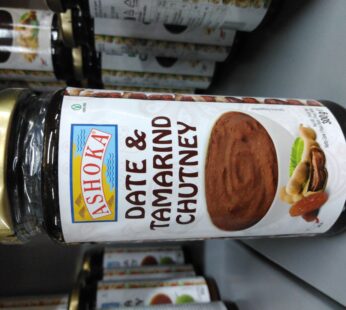 ASHOKA
DATE &
TAMARIND
CHUTNEY